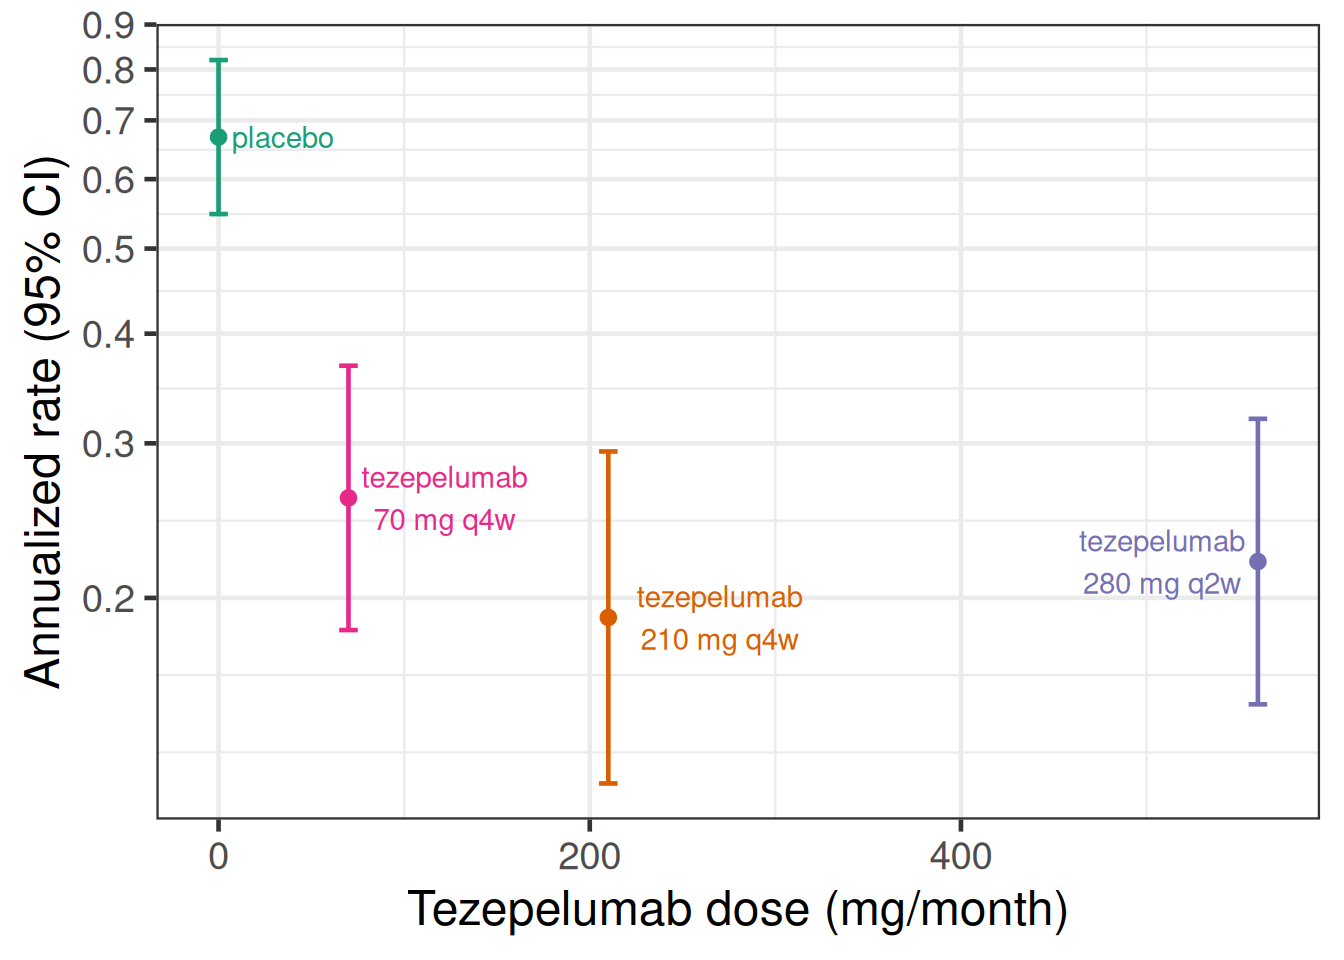 Annualized rate (95% CI)
0.9
0.8
0.7
0.6
0.5
0.4
0.3
0.2
placebo
tezepelumab
70 mg q4w
tezepelumab
210 mg q4w
tezepelumab
280 mg q2w
0
200
400
Tezepelumab dose (mg/month)